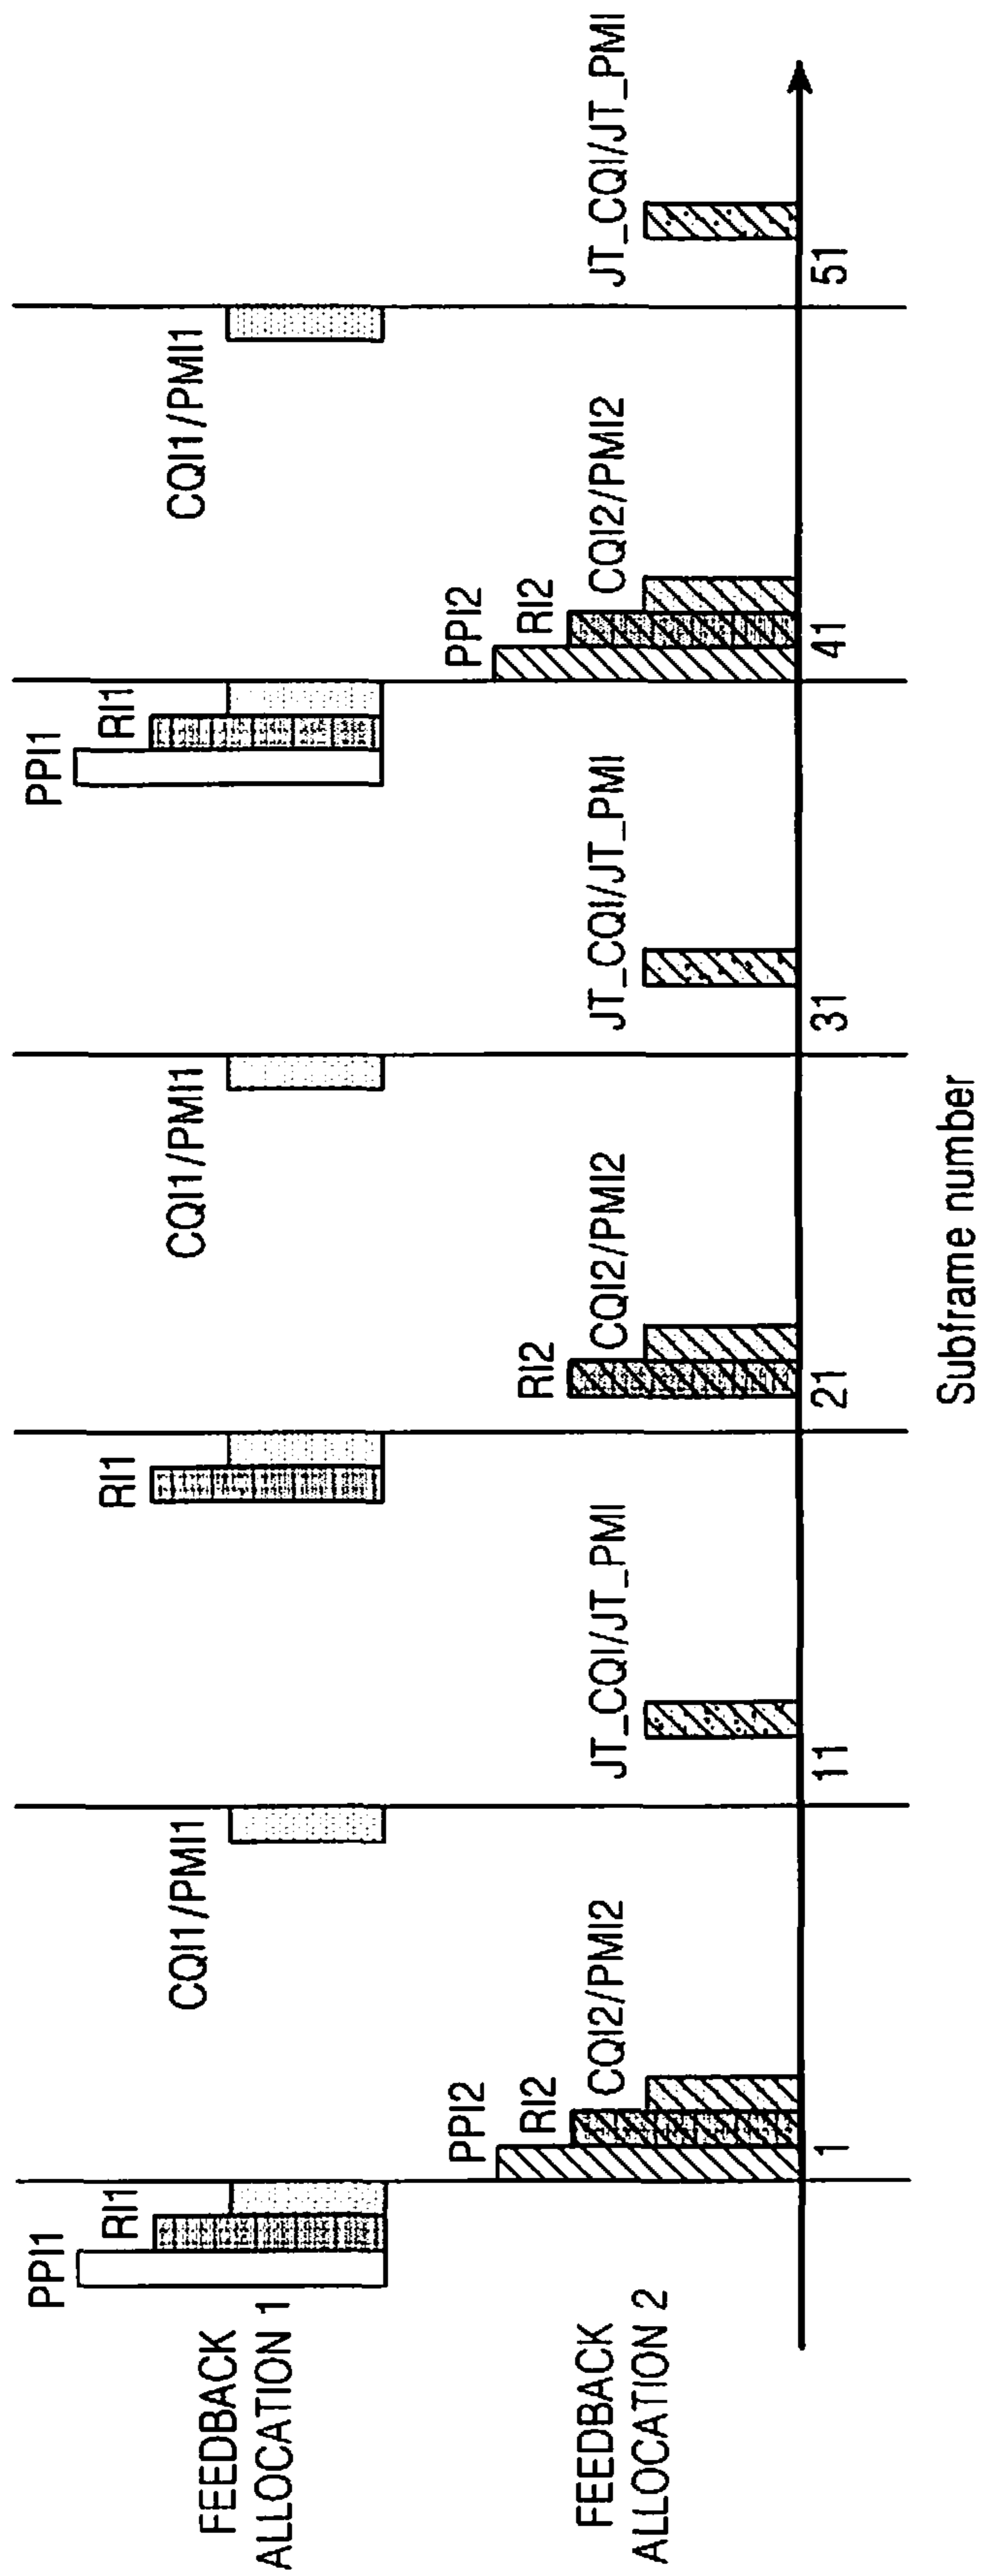 FEEDBACK
ALLOCATION 1
PPI1
RI1
CQI1/PMI1
RI1
CQI1/PMI1
PPI1
RI1
CQI1/PMI1
FEEDBACK
ALLOCATION 2
PPI2
RI2
CQI2/PMI2
JT_CQI/JT_PMI
RI2
CQI2/PMI2
JT_CQI/JT_PMI
PPI2
RI2
CQI2/PMI2
JT_CQI/JT_PMI
1
11
21
31
41
51
Subframe number